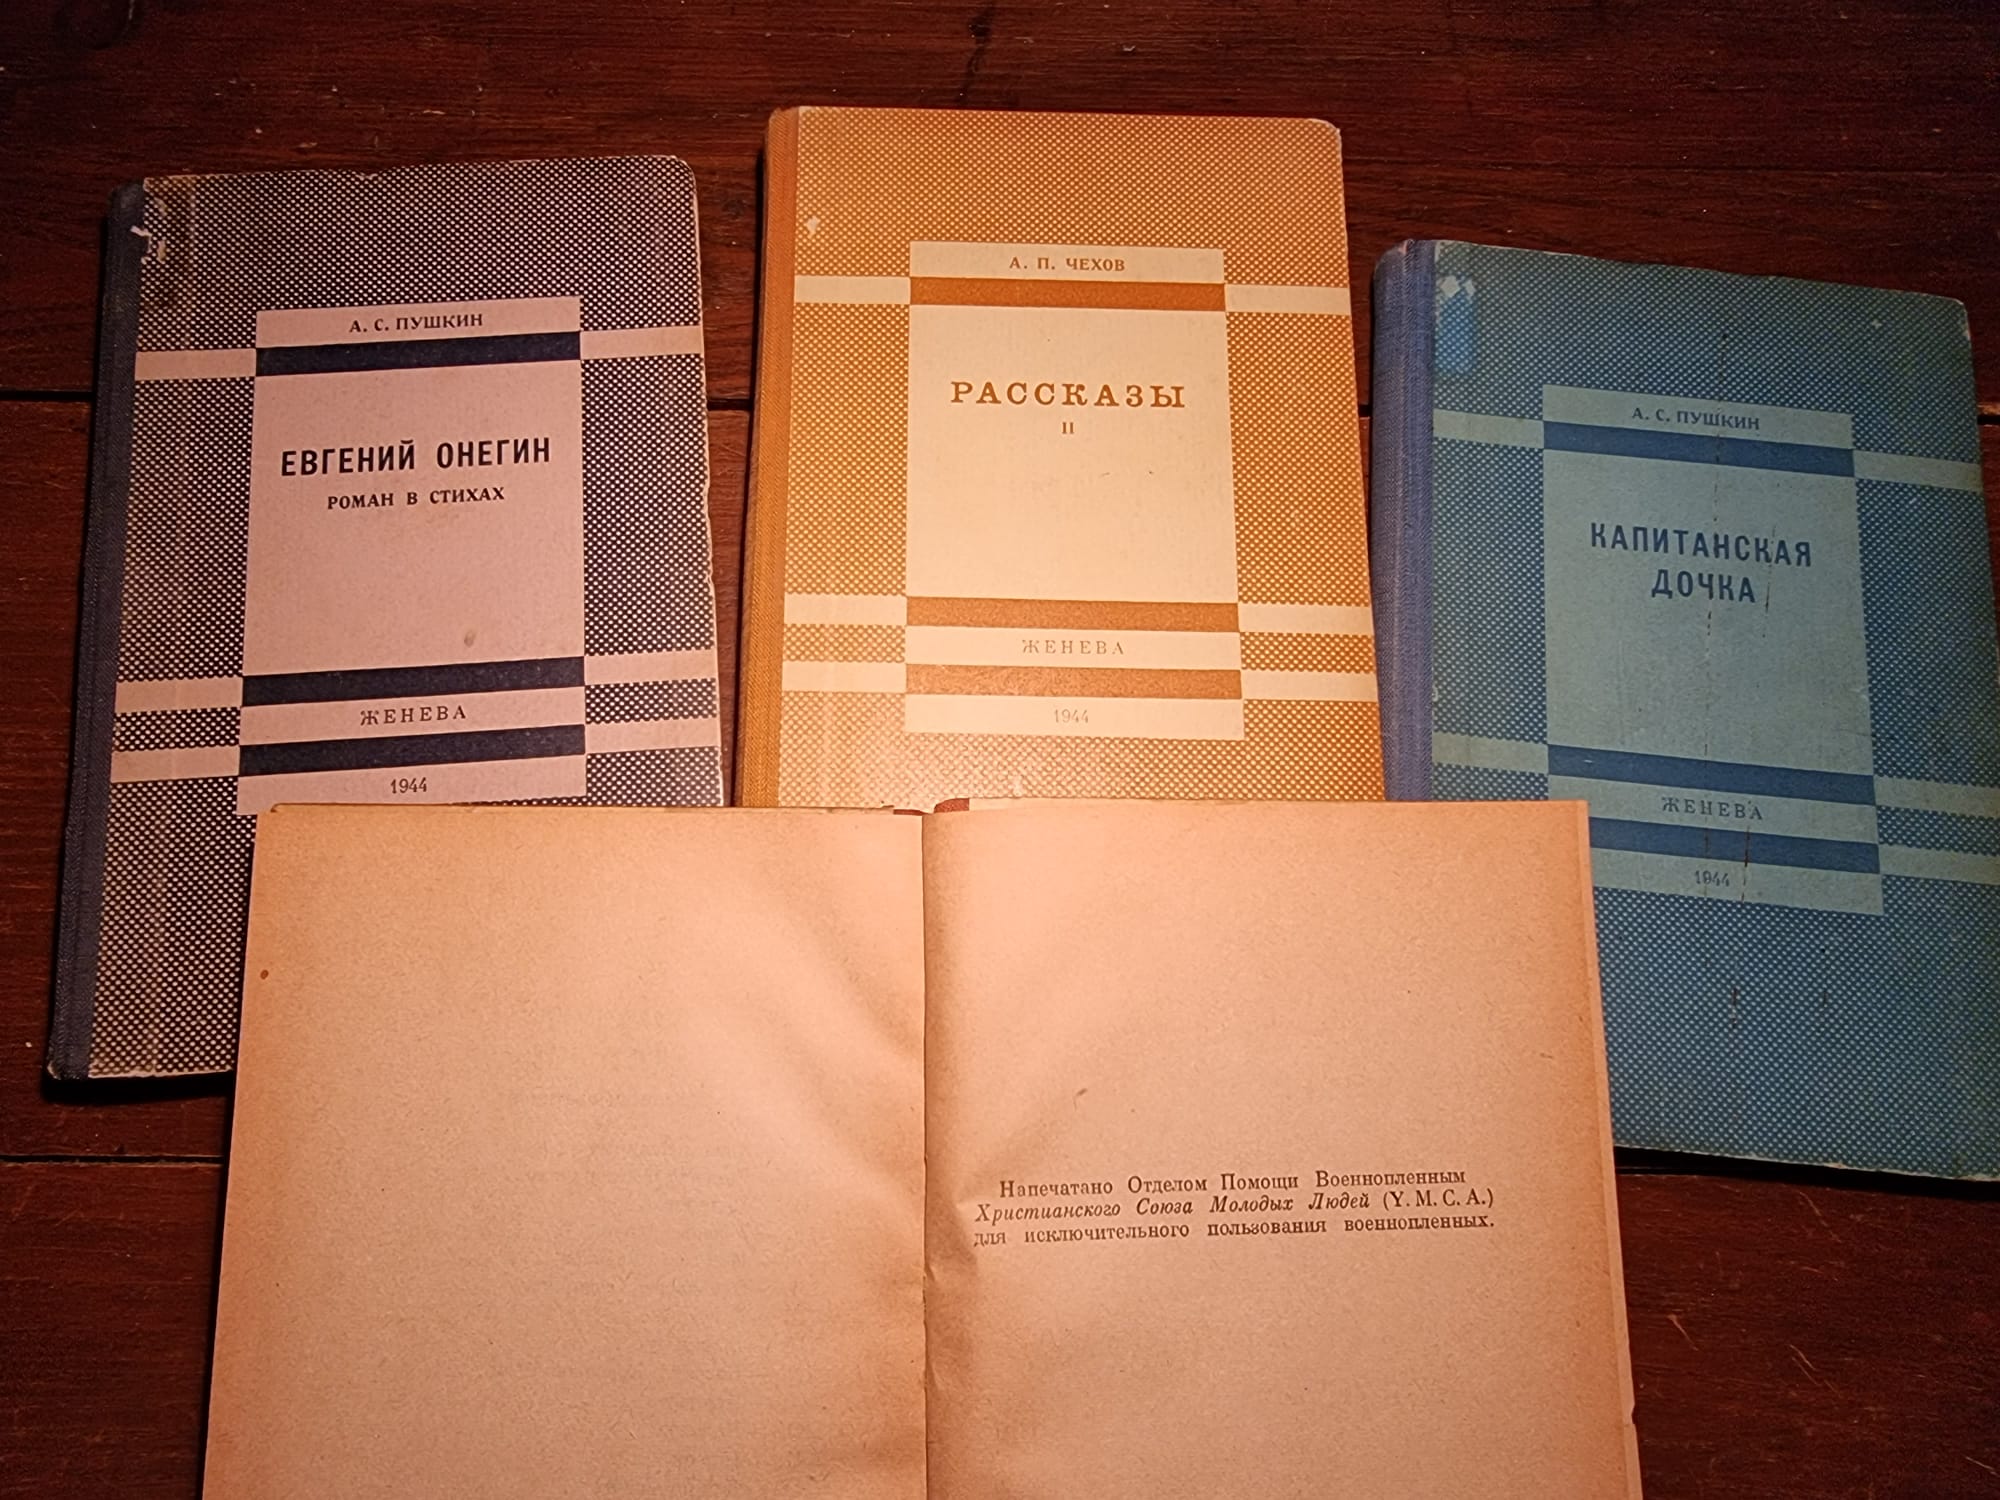 А. С. ПУШКИН
ЕВГЕНИЙ ОНЕГИН
РОМАН В СТИХАХ
ЖЕНЕВА
1944
А. П. ЧЕХОВ
РАССКАЗЫ
II
ЖЕНЕВА
1944
А. С. ПУШКИН
КАПИТАНСКАЯ
ДОЧКА
ЖЕНЕВА
1944
Напечатано Отделом Помощи Военнопленным
Христианского Союза Молодых Людей (Y. M. C. A.)
для исключительного пользования военнопленных.